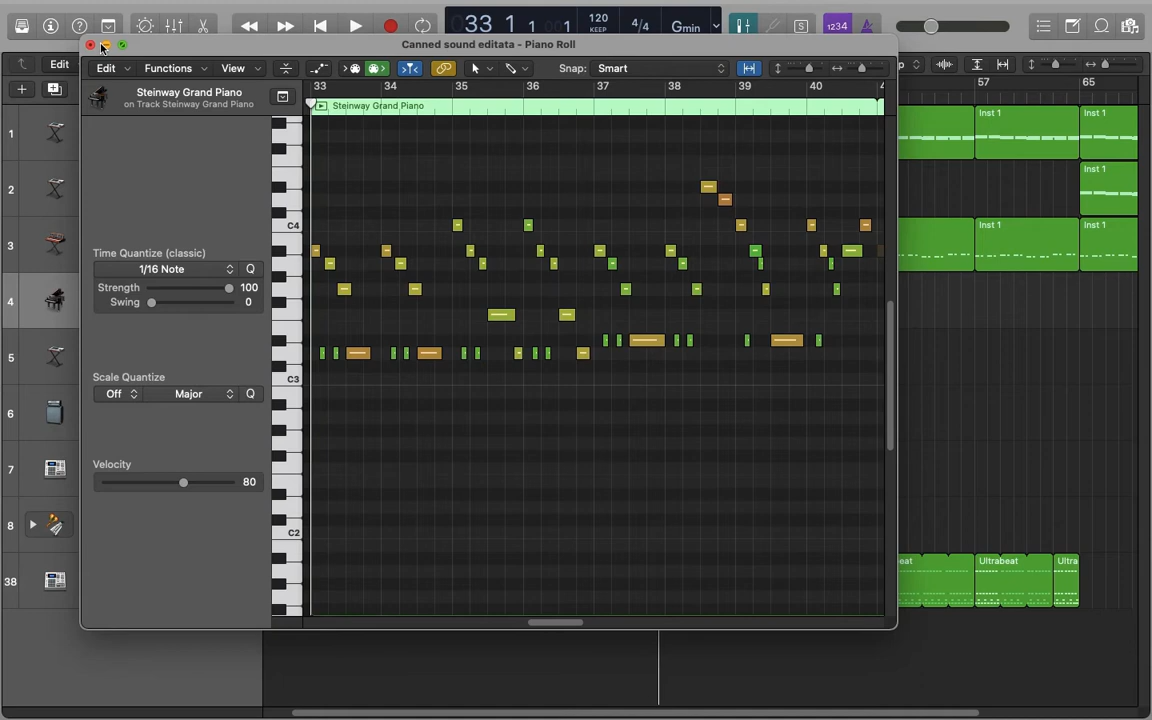 33 1 1 1 120 KEEP 4/4 Gmin 1234
Canned sound editata - Piano Roll
Edit
Edit Functions View Snap: Smart
33 34 35 36 37 38 39 40 57 65
Steinway Grand Piano
on Track Steinway Grand Piano
Steinway Grand Piano
1 Inst 1 Inst 1
2 Inst 1
3 Inst 1 Inst 1
4
5
6
7
8
38
C4
C3
C2
Time Quantize (classic)
1/16 Note Q
Strength 100
Swing 0
Scale Quantize
Off Major Q
Velocity
80
eat Ultrabeat Ultra